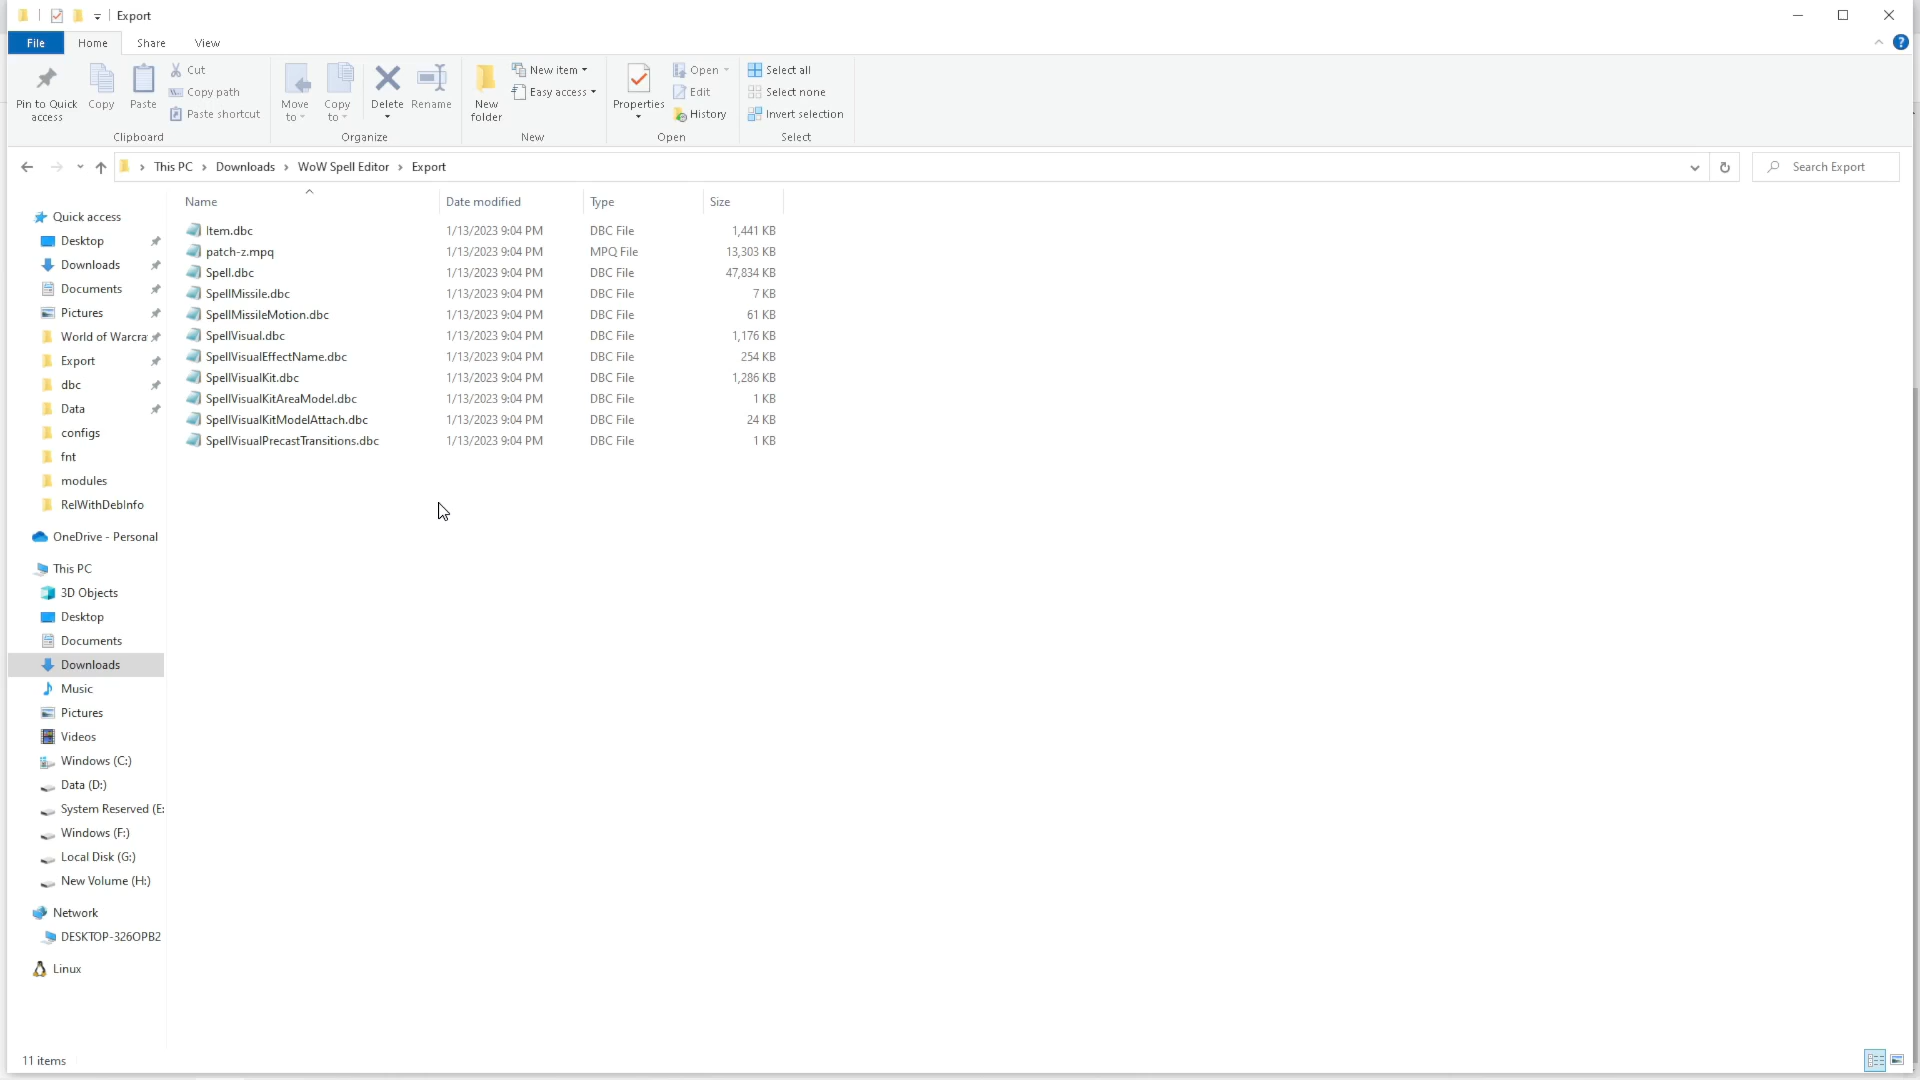 Export
File Home Share View
Pin to Quick access
Copy
Paste
Cut
Copy path
Paste shortcut
Clipboard
Move to
Copy to
Delete
Rename
Organize
New folder
New item
Easy access
New
Properties
Open
Edit
History
Open
Select all
Select none
Invert selection
Select
This PC > Downloads > WoW Spell Editor > Export
Search Export
Name Date modified Type Size
Item.dbc 1/13/2023 9:04 PM DBC File 1,441 KB
patch-z.mpq 1/13/2023 9:04 PM MPQ File 13,303 KB
Spell.dbc 1/13/2023 9:04 PM DBC File 47,834 KB
SpellMissile.dbc 1/13/2023 9:04 PM DBC File 7 KB
SpellMissileMotion.dbc 1/13/2023 9:04 PM DBC File 61 KB
SpellVisual.dbc 1/13/2023 9:04 PM DBC File 1,176 KB
SpellVisualEffectName.dbc 1/13/2023 9:04 PM DBC File 254 KB
SpellVisualKit.dbc 1/13/2023 9:04 PM DBC File 1,286 KB
SpellVisualKitAreaModel.dbc 1/13/2023 9:04 PM DBC File 1 KB
SpellVisualKitModelAttach.dbc 1/13/2023 9:04 PM DBC File 24 KB
SpellVisualPrecastTransitions.dbc 1/13/2023 9:04 PM DBC File 1 KB
Quick access
Desktop
Downloads
Documents
Pictures
World of Warcra
Export
dbc
Data
configs
fnt
modules
RelWithDebInfo
OneDrive - Personal
This PC
3D Objects
Desktop
Documents
Downloads
Music
Pictures
Videos
Windows (C:)
Data (D:)
System Reserved (E:
Windows (F:)
Local Disk (G:)
New Volume (H:)
Network
DESKTOP-326OPB2
Linux
11 items